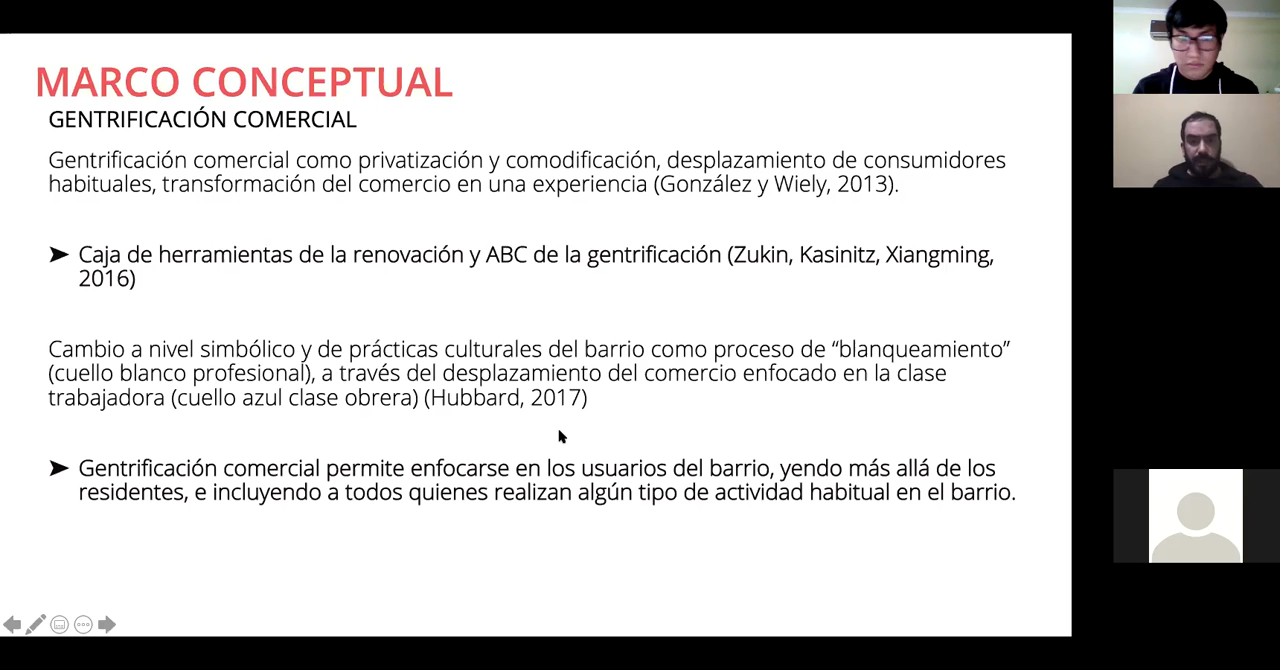 MARCO CONCEPTUAL
GENTRIFICACIÓN COMERCIAL
Gentrificación comercial como privatización y comodificación, desplazamiento de consumidores
habituales, transformación del comercio en una experiencia (González y Wiely, 2013).
➤ Caja de herramientas de la renovación y ABC de la gentrificación (Zukin, Kasinitz, Xiangming,
2016)
Cambio a nivel simbólico y de prácticas culturales del barrio como proceso de “blanqueamiento”
(cuello blanco profesional), a través del desplazamiento del comercio enfocado en la clase
trabajadora (cuello azul clase obrera) (Hubbard, 2017)
➤ Gentrificación comercial permite enfocarse en los usuarios del barrio, yendo más allá de los
residentes, e incluyendo a todos quienes realizan algún tipo de actividad habitual en el barrio.